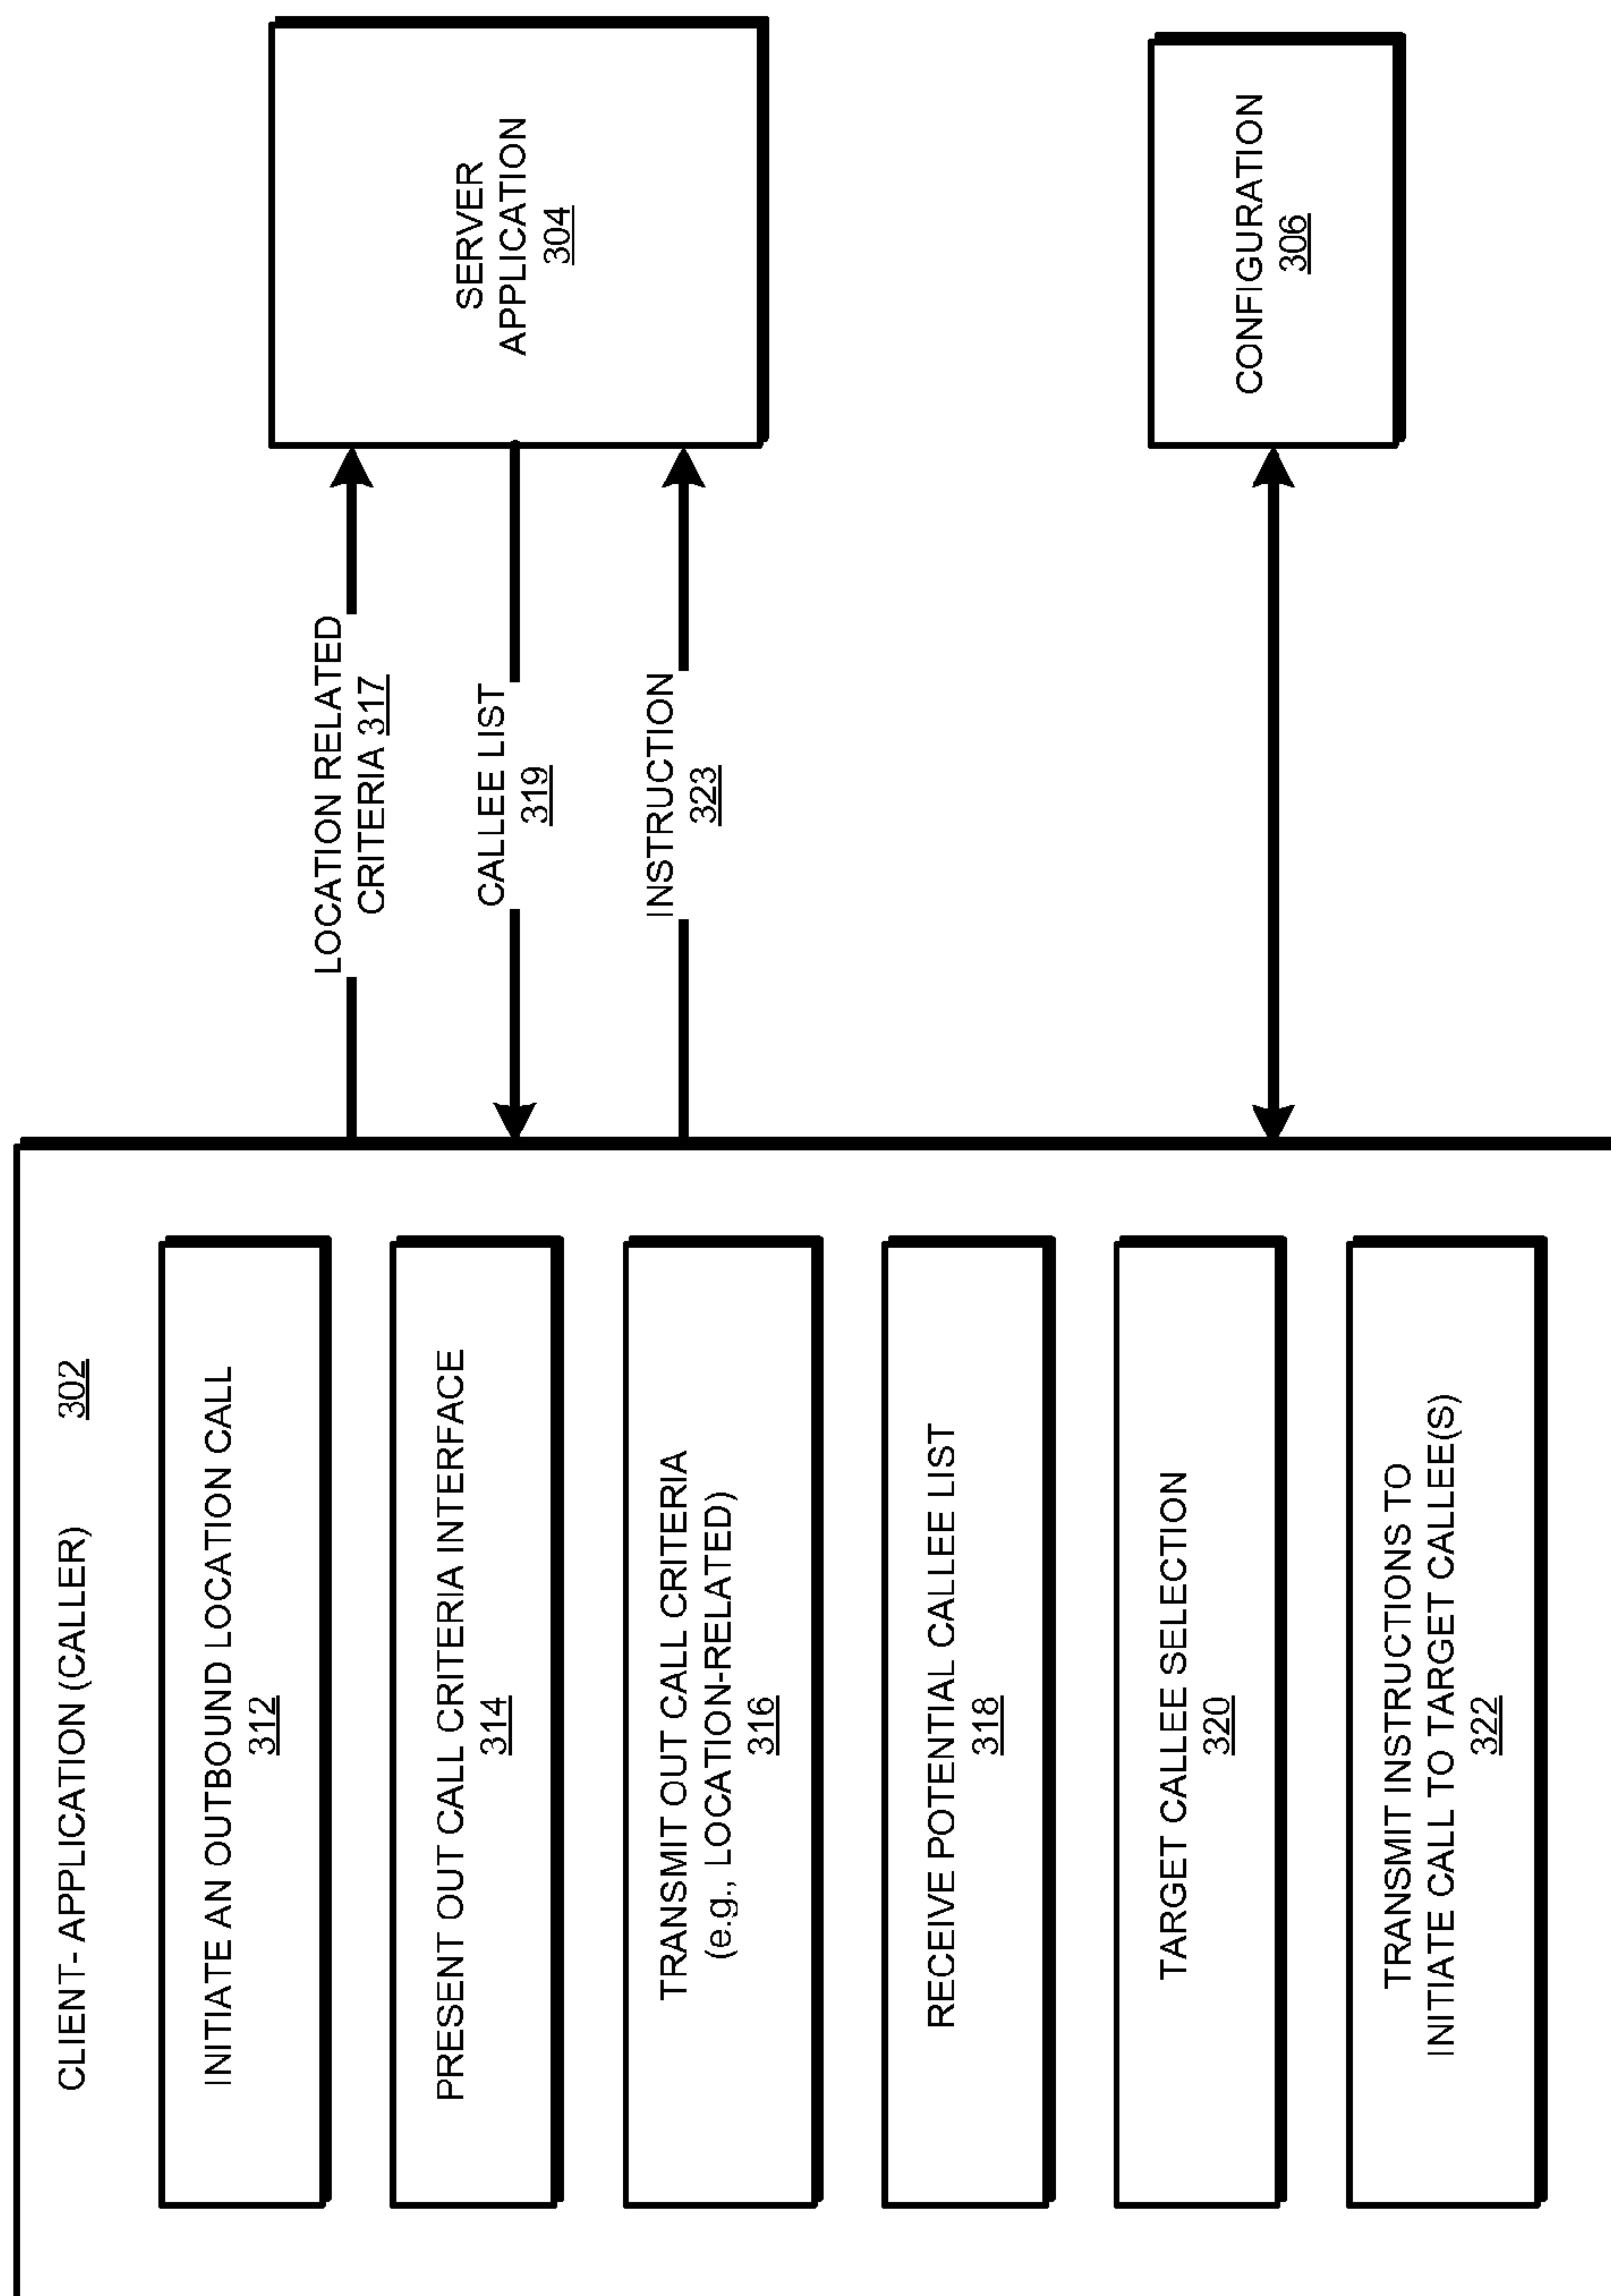 CLIENT- APPLICATION (CALLER) 302
INITIATE AN OUTBOUND LOCATION CALL
312
PRESENT OUT CALL CRITERIA INTERFACE
314
TRANSMIT OUT CALL CRITERIA
(e.g., LOCATION-RELATED)
316
RECEIVE POTENTIAL CALLEE LIST
318
TARGET CALLEE SELECTION
320
TRANSMIT INSTRUCTIONS TO
INITIATE CALL TO TARGET CALLEE(S)
322
LOCATION RELATED
CRITERIA 317
CALLEE LIST
319
INSTRUCTION
323
SERVER
APPLICATION
304
CONFIGURATION
306